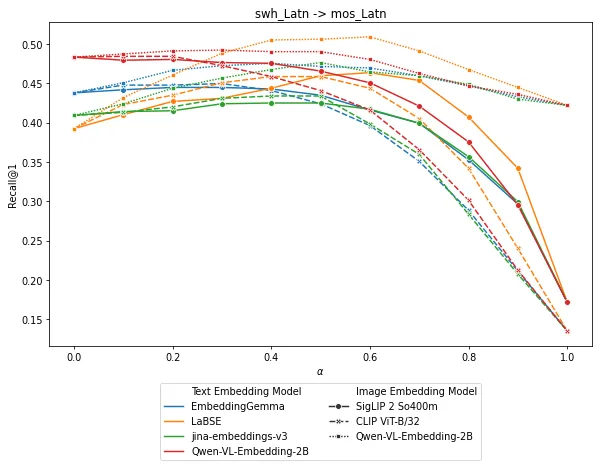 swh_Latn -> mos_Latn
Recall@1
0.50
0.45
0.40
0.35
0.30
0.25
0.20
0.15
0.0 0.2 0.4 0.6 0.8 1.0
α
Text Embedding Model
EmbeddingGemma
LaBSE
jina-embeddings-v3
Qwen-VL-Embedding-2B
Image Embedding Model
SigLIP 2 So400m
CLIP ViT-B/32
Qwen-VL-Embedding-2B